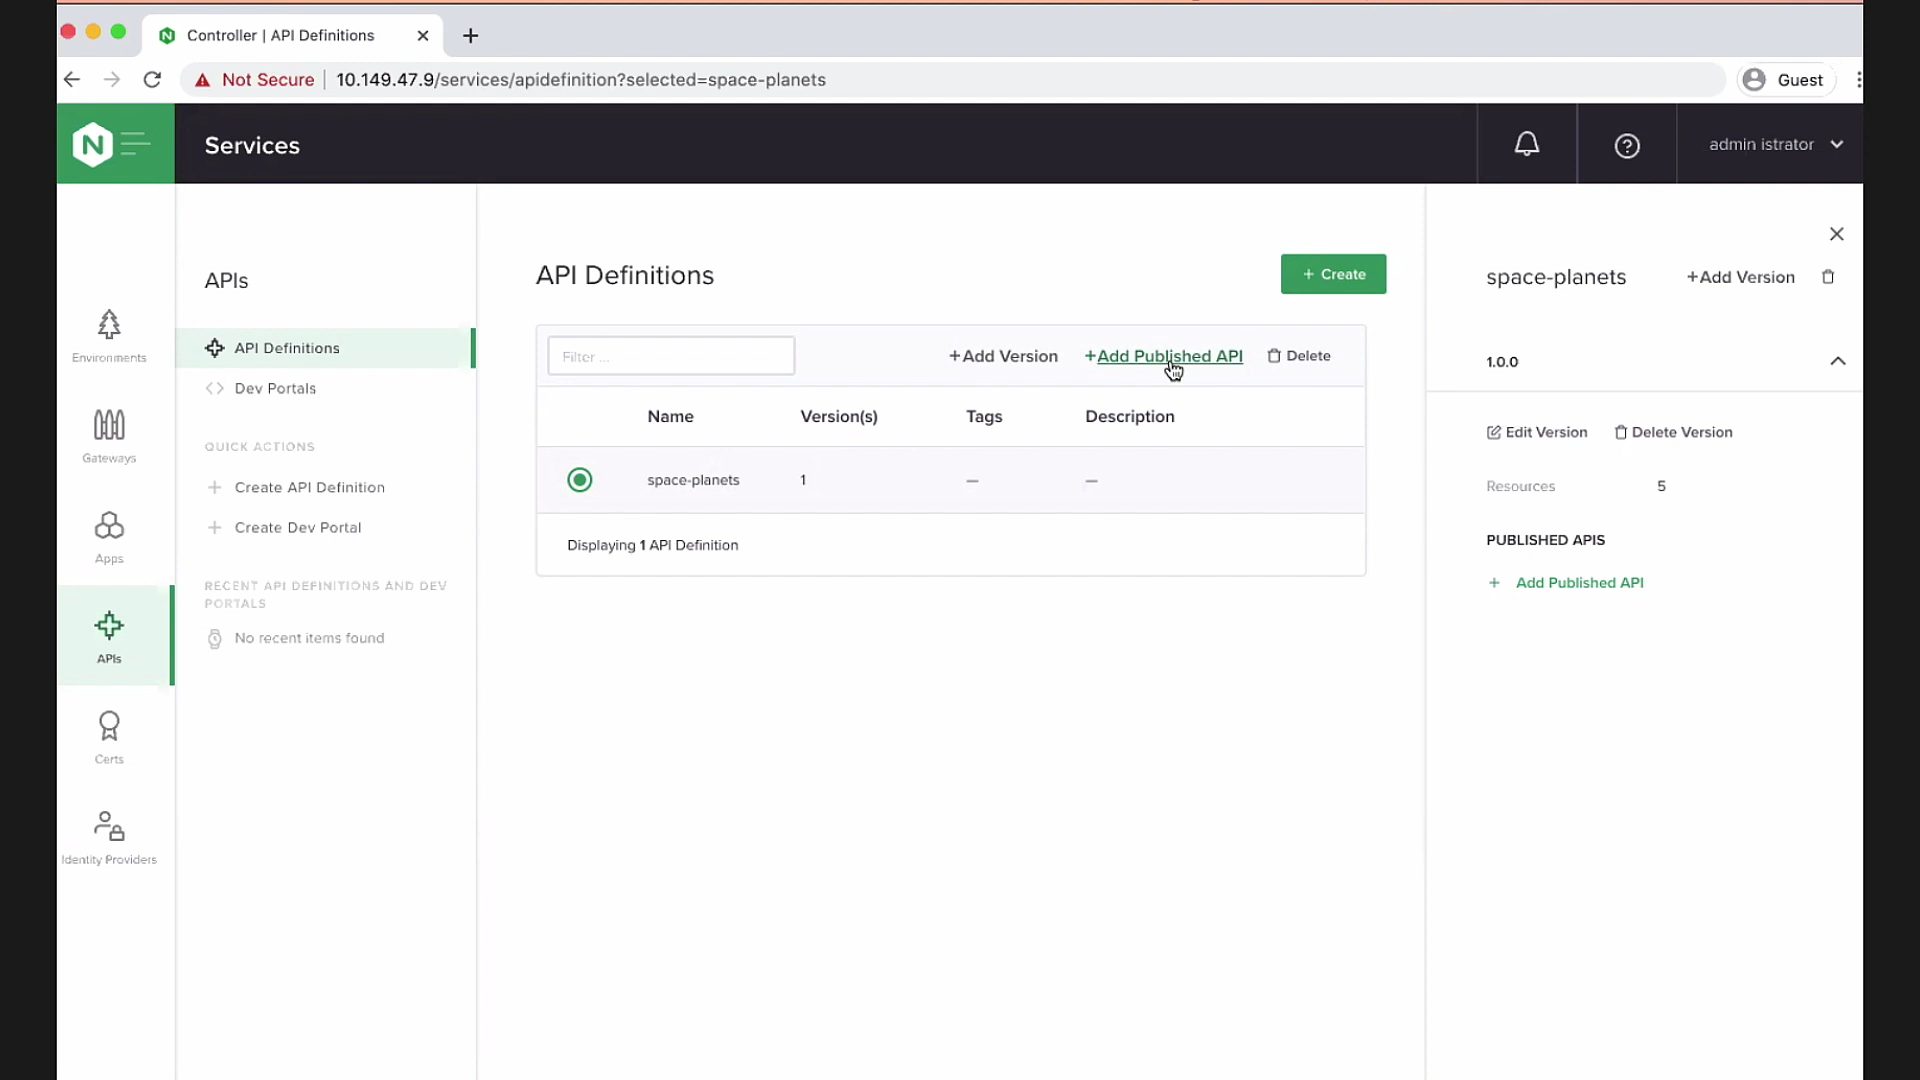 Controller | API Definitions
Not Secure
10.149.47.9/services/apidefinition?selected=space-planets
Guest
N
Services
admin istrator
Environments
Gateways
Apps
APIs
Certs
Identity Providers
APIs
API Definitions
Dev Portals
QUICK ACTIONS
+ Create API Definition
+ Create Dev Portal
RECENT API DEFINITIONS AND DEV
PORTALS
No recent items found
API Definitions
+ Create
Filter ...
+Add Version +Add Published API Delete
Name Version(s) Tags Description
space-planets 1 — —
Displaying 1 API Definition
space-planets +Add Version
1.0.0
Edit Version Delete Version
Resources 5
PUBLISHED APIS
+ Add Published API